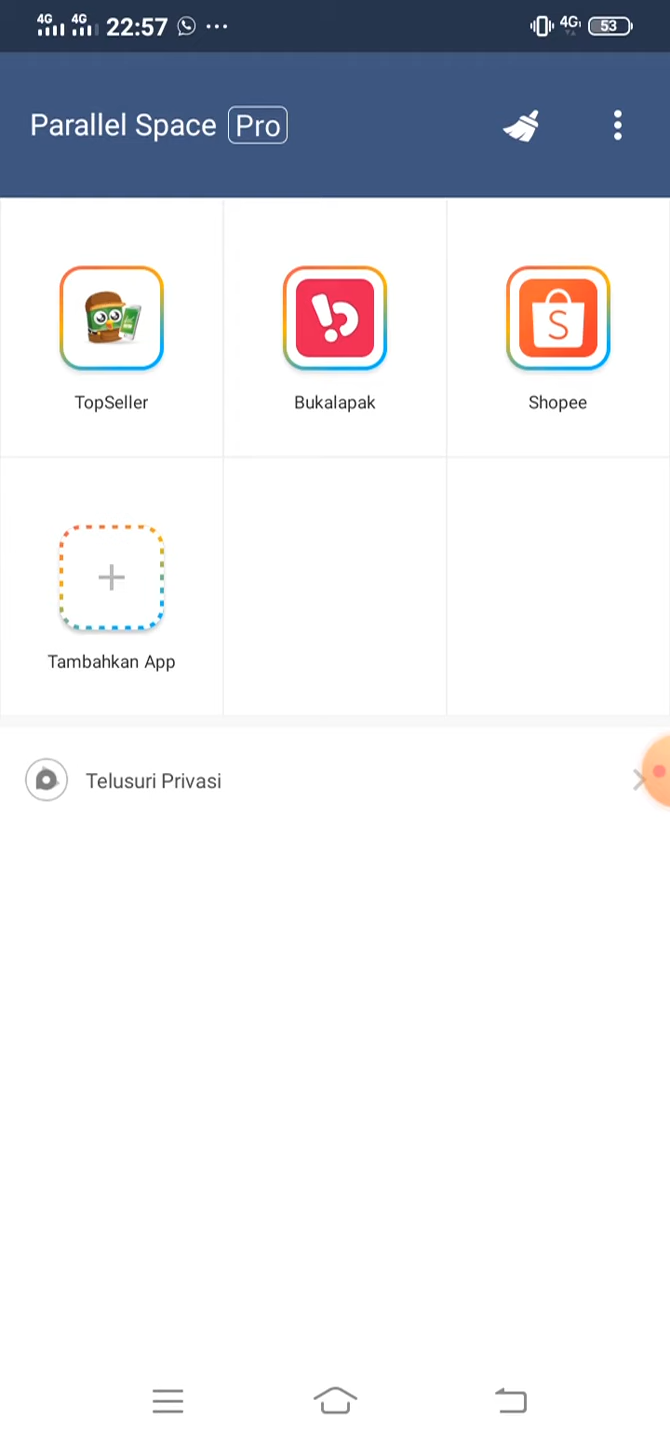 4G 4G 22:57 4G 53
Parallel Space Pro
TopSeller Bukalapak Shopee
Tambahkan App
Telusuri Privasi